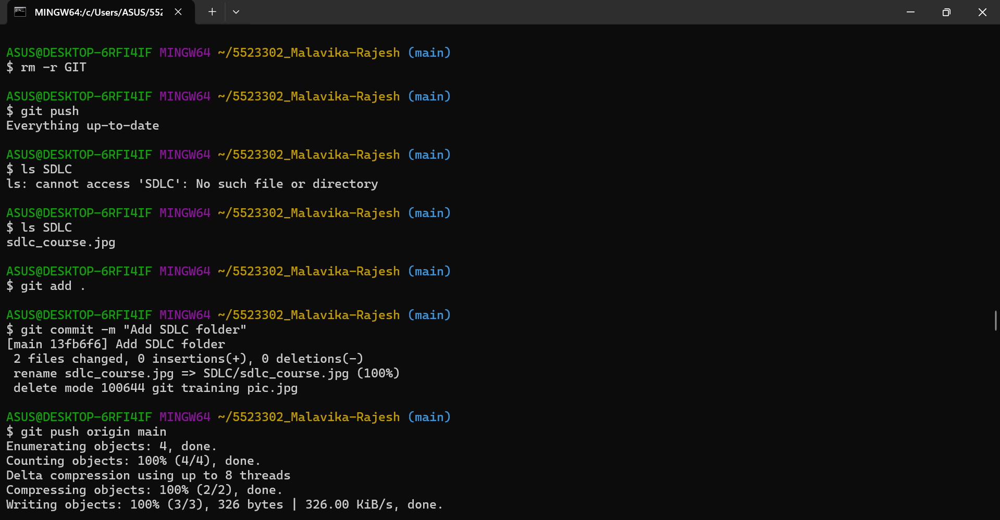 MINGW64:/c/Users/ASUS/552
ASUS@DESKTOP-6RFI4IF MINGW64 ~/5523302_Malavika-Rajesh (main)
$ rm -r GIT
ASUS@DESKTOP-6RFI4IF MINGW64 ~/5523302_Malavika-Rajesh (main)
$ git push
Everything up-to-date
ASUS@DESKTOP-6RFI4IF MINGW64 ~/5523302_Malavika-Rajesh (main)
$ ls SDLC
ls: cannot access 'SDLC': No such file or directory
ASUS@DESKTOP-6RFI4IF MINGW64 ~/5523302_Malavika-Rajesh (main)
$ ls SDLC
sdlc_course.jpg
ASUS@DESKTOP-6RFI4IF MINGW64 ~/5523302_Malavika-Rajesh (main)
$ git add .
ASUS@DESKTOP-6RFI4IF MINGW64 ~/5523302_Malavika-Rajesh (main)
$ git commit -m "Add SDLC folder"
[main 13fb6f6] Add SDLC folder
 2 files changed, 0 insertions(+), 0 deletions(-)
 rename sdlc_course.jpg => SDLC/sdlc_course.jpg (100%)
 delete mode 100644 git training pic.jpg
ASUS@DESKTOP-6RFI4IF MINGW64 ~/5523302_Malavika-Rajesh (main)
$ git push origin main
Enumerating objects: 4, done.
Counting objects: 100% (4/4), done.
Delta compression using up to 8 threads
Compressing objects: 100% (2/2), done.
Writing objects: 100% (3/3), 326 bytes | 326.00 KiB/s, done.